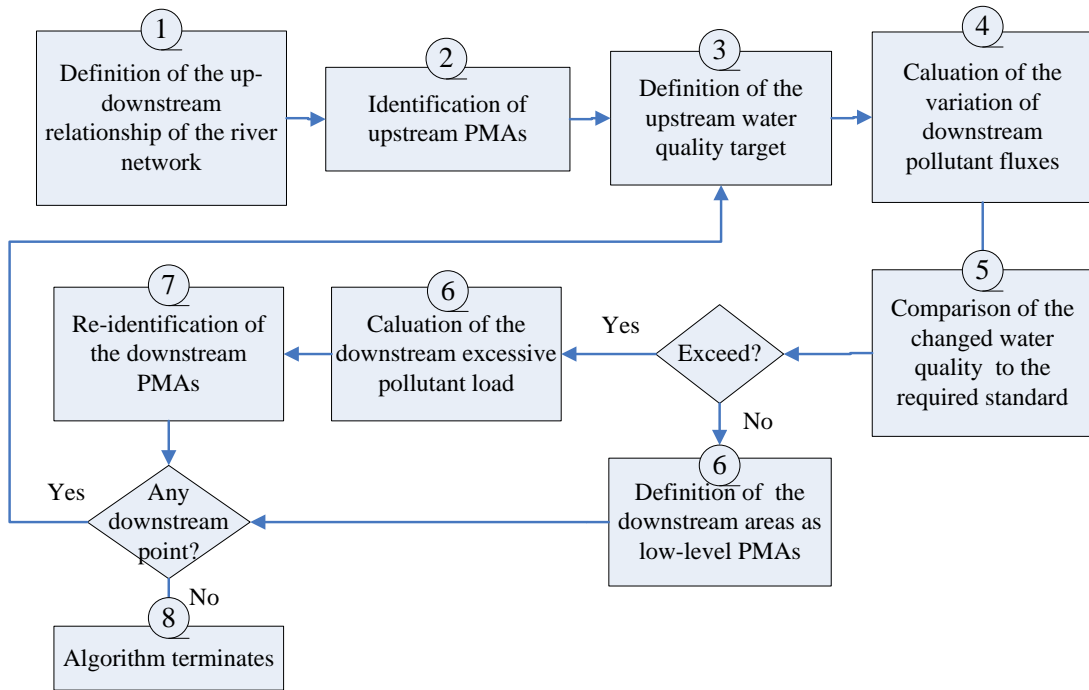 1
Definition of the up-
downstream
relationship of the river
network
2
Identification of
upstream PMAs
3
Definition of the
upstream water
quality target
4
Caluation of the
variation of
downstream
pollutant fluxes
5
Comparison of the
changed water
quality to the
required standard
Exceed?
Yes
No
6
Caluation of the
downstream excessive
pollutant load
7
Re-identification of
the downstream
PMAs
6
Definition of the
downstream areas as
low-level PMAs
Any
downstream
point?
Yes
No
8
Algorithm terminates